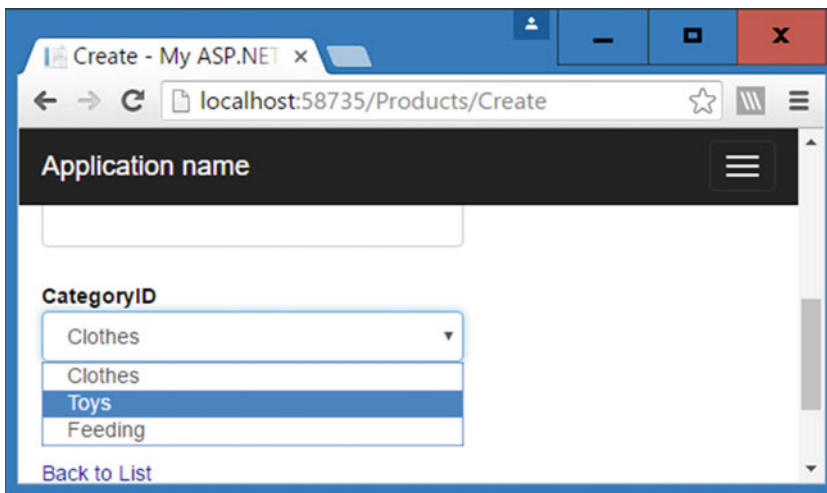 Create - My ASP.NET
localhost:58735/Products/Create
Application name
CategoryID
Clothes
Clothes
Toys
Feeding
Back to List